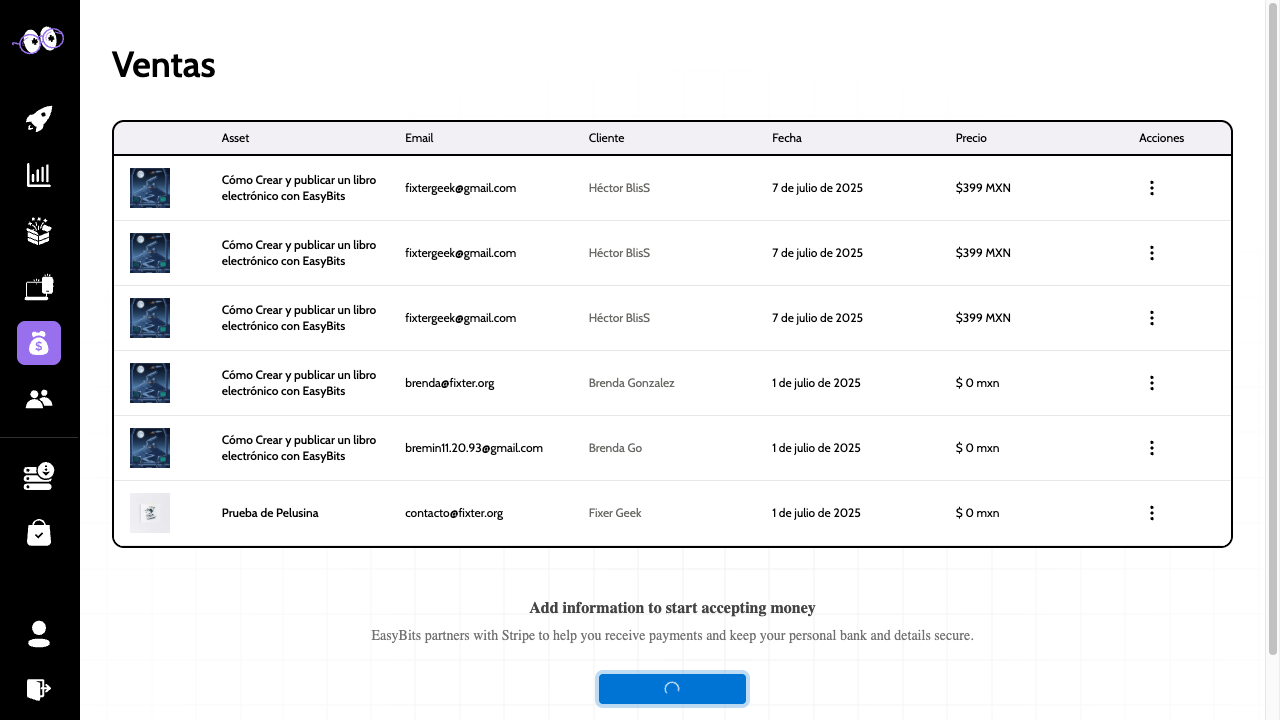 Ventas
Asset Email Cliente Fecha Precio Acciones
Cómo Crear y publicar un libro
electrónico con EasyBits
fixtergeek@gmail.com Héctor BlisS 7 de julio de 2025 $399 MXN
Cómo Crear y publicar un libro
electrónico con EasyBits
fixtergeek@gmail.com Héctor BlisS 7 de julio de 2025 $399 MXN
Cómo Crear y publicar un libro
electrónico con EasyBits
fixtergeek@gmail.com Héctor BlisS 7 de julio de 2025 $399 MXN
Cómo Crear y publicar un libro
electrónico con EasyBits
brenda@fixter.org Brenda Gonzalez 1 de julio de 2025 $ 0 mxn
Cómo Crear y publicar un libro
electrónico con EasyBits
bremin11.20.93@gmail.com Brenda Go 1 de julio de 2025 $ 0 mxn
Prueba de Pelusina contacto@fixter.org Fixer Geek 1 de julio de 2025 $ 0 mxn
Add information to start accepting money
EasyBits partners with Stripe to help you receive payments and keep your personal bank and details secure.